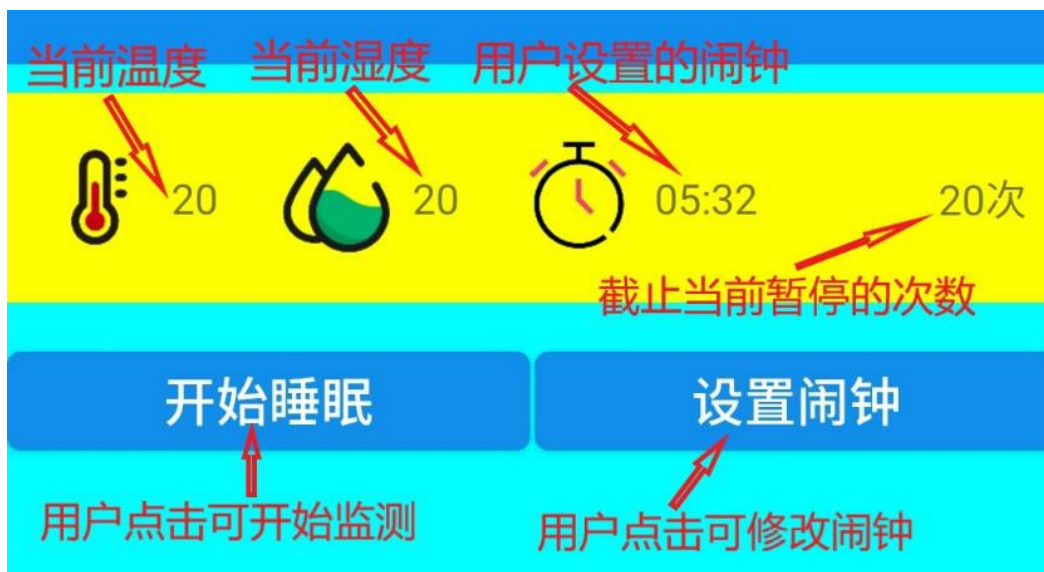 当前温度 当前湿度 用户设置的闹钟
20 20 05:32 20次
截止当前暂停的次数
开始睡眠 设置闹钟
用户点击可开始监测 用户点击可修改闹钟